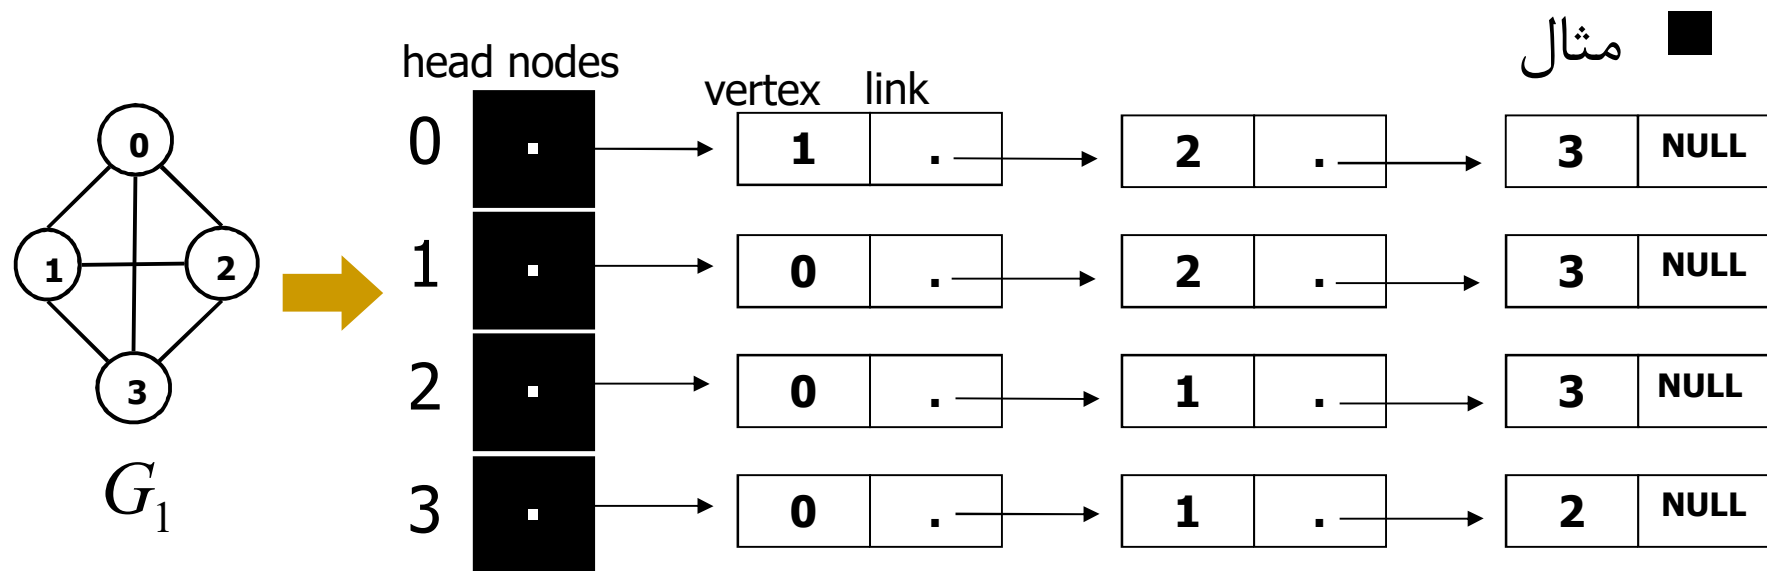 مثال
head nodes
vertex link
0 1 . 2 . 3 NULL
1 0 . 2 . 3 NULL
2 0 . 1 . 3 NULL
3 0 . 1 . 2 NULL
0
1 2
3
G1